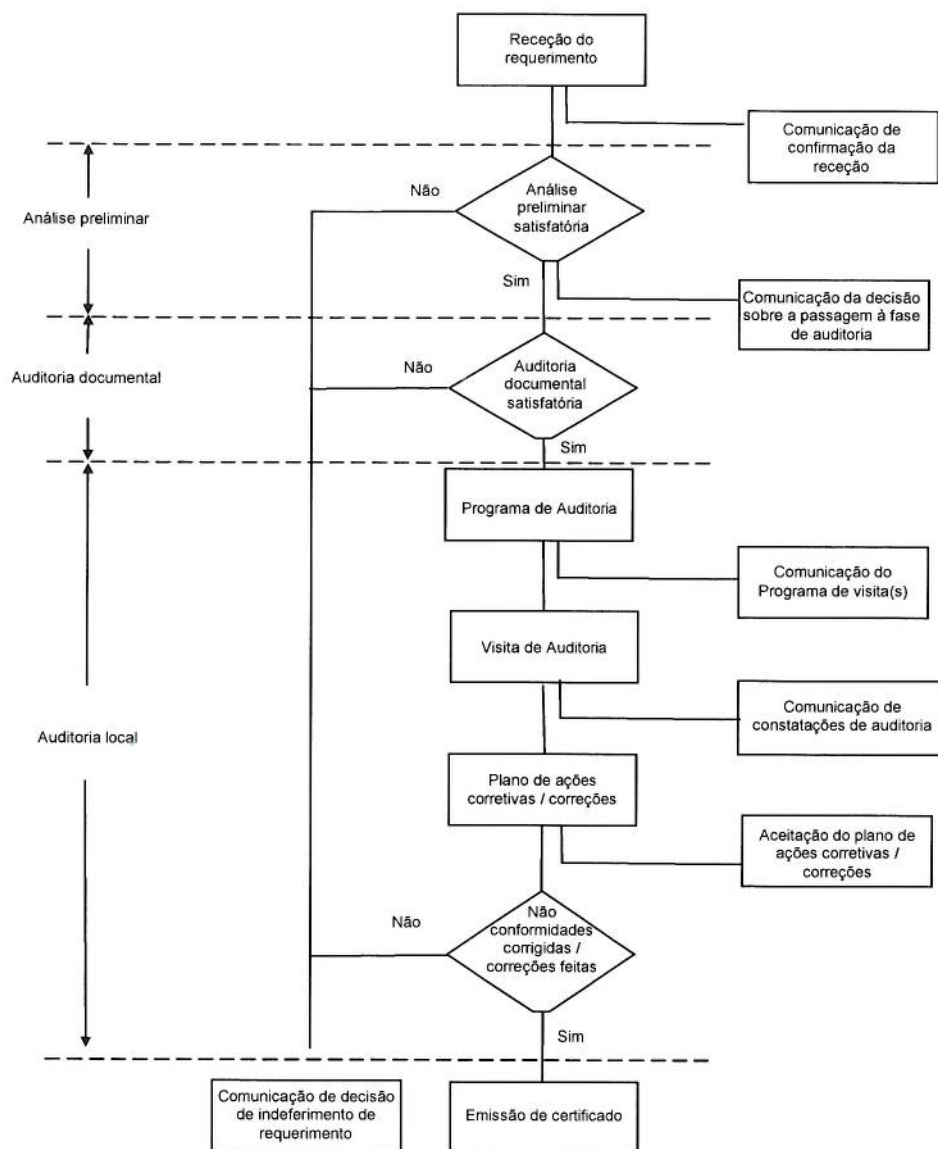 Receção do
requerimento
Comunicação de
confirmação da
receção
Não
Análise
preliminar
satisfatória
Análise preliminar
Sim
Comunicação da decisão
sobre a passagem à fase
de auditoria
Não
Auditoria
documental
satisfatória
Auditoria documental
Sim
Programa de Auditoria
Comunicação do
Programa de visita(s)
Visita de Auditoria
Comunicação de
constatações de auditoria
Auditoria local
Plano de ações
corretivas / correções
Aceitação do plano de
ações corretivas /
correções
Não
Não
conformidades
corrigidas /
correções feitas
Sim
Comunicação de decisão
de indeferimento de
requerimento
Emissão de certificado